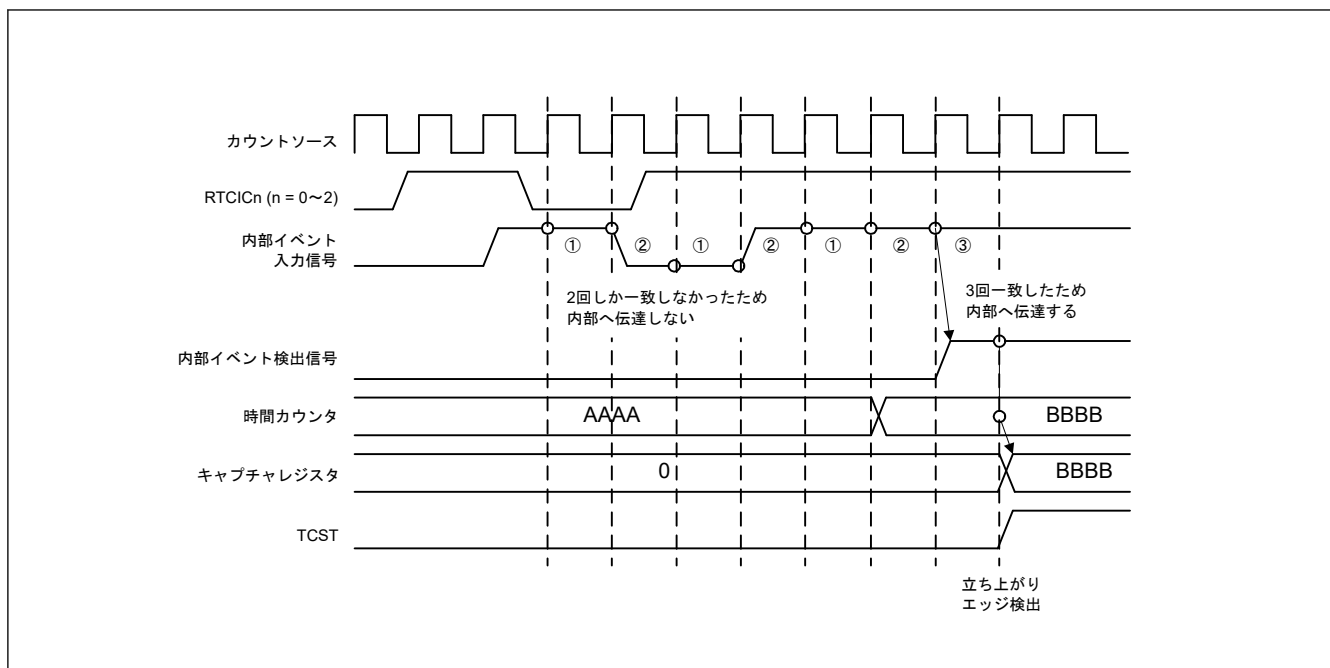 カウントソース
RTCICn (n = 0～2)
内部イベント
入力信号
① ② ① ② ① ② ③
2回しか一致しなかったため
内部へ伝達しない
3回一致したため
内部へ伝達する
内部イベント検出信号
時間カウンタ
AAAA
BBBB
キャプチャレジスタ
0
BBBB
TCST
立ち上がり
エッジ検出